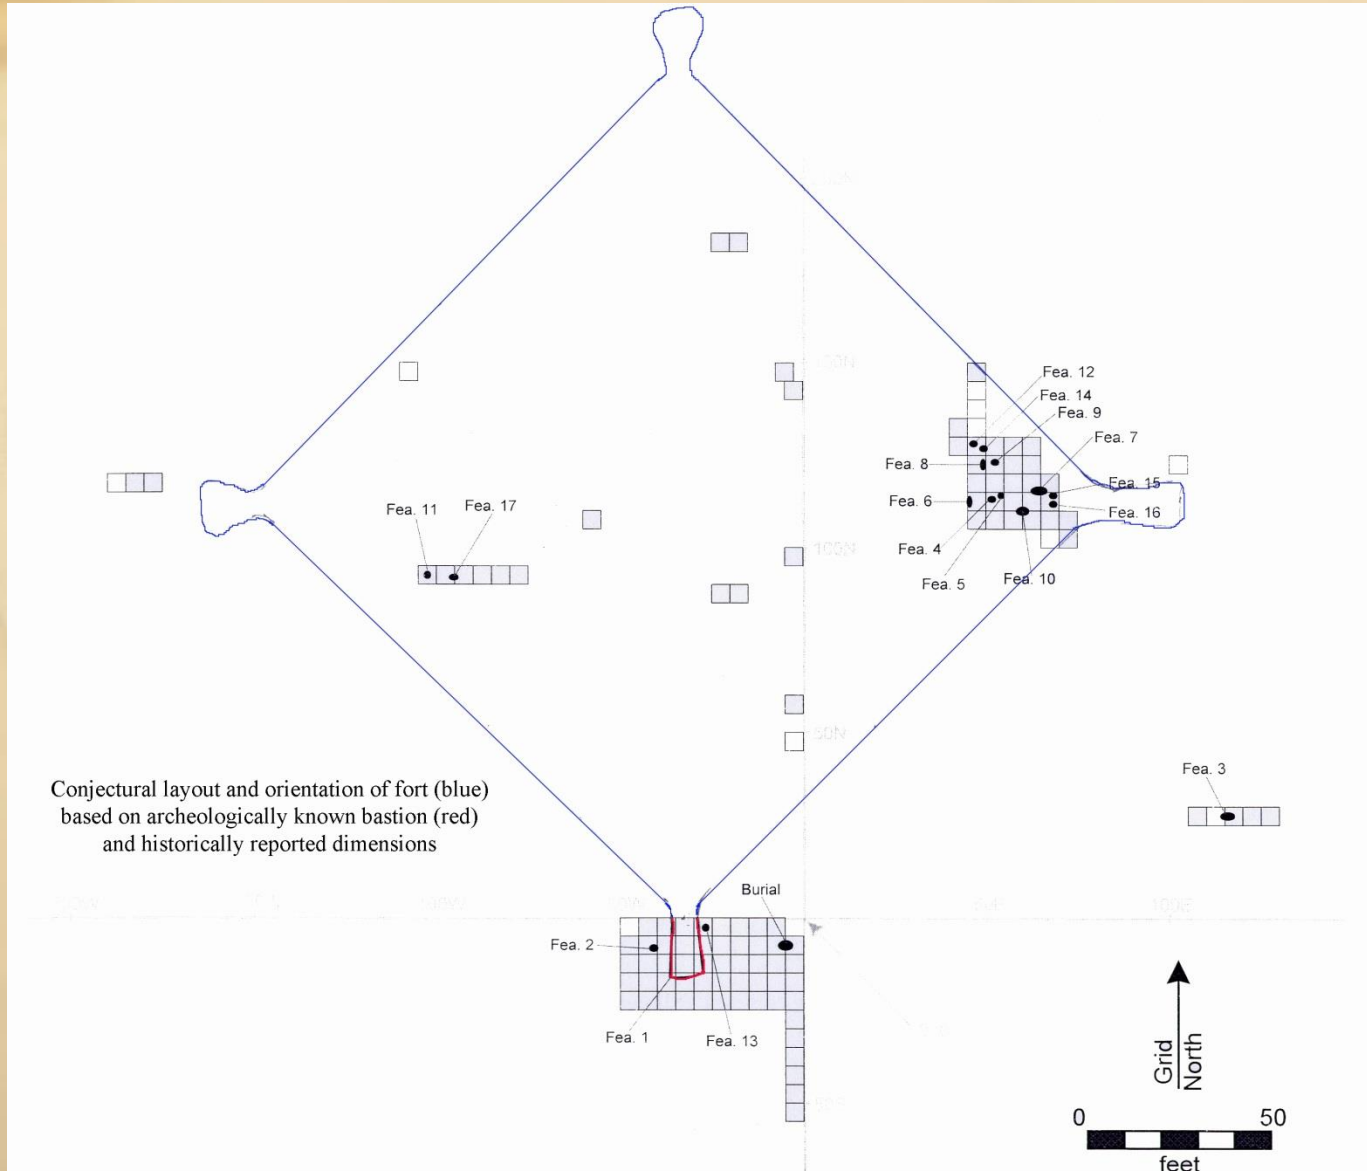 Fea. 12
Fea. 14
Fea. 9
Fea. 7
Fea. 8
Fea. 15
Fea. 6
Fea. 16
Fea. 11
Fea. 17
Fea. 4
100N
Fea. 5
Fea. 10
50N
Fea. 3
Conjectural layout and orientation of fort (blue)
based on archeologically known bastion (red)
and historically reported dimensions
Burial
100E
Fea. 2
Fea. 1
Fea. 13
Grid
North
0 50
feet